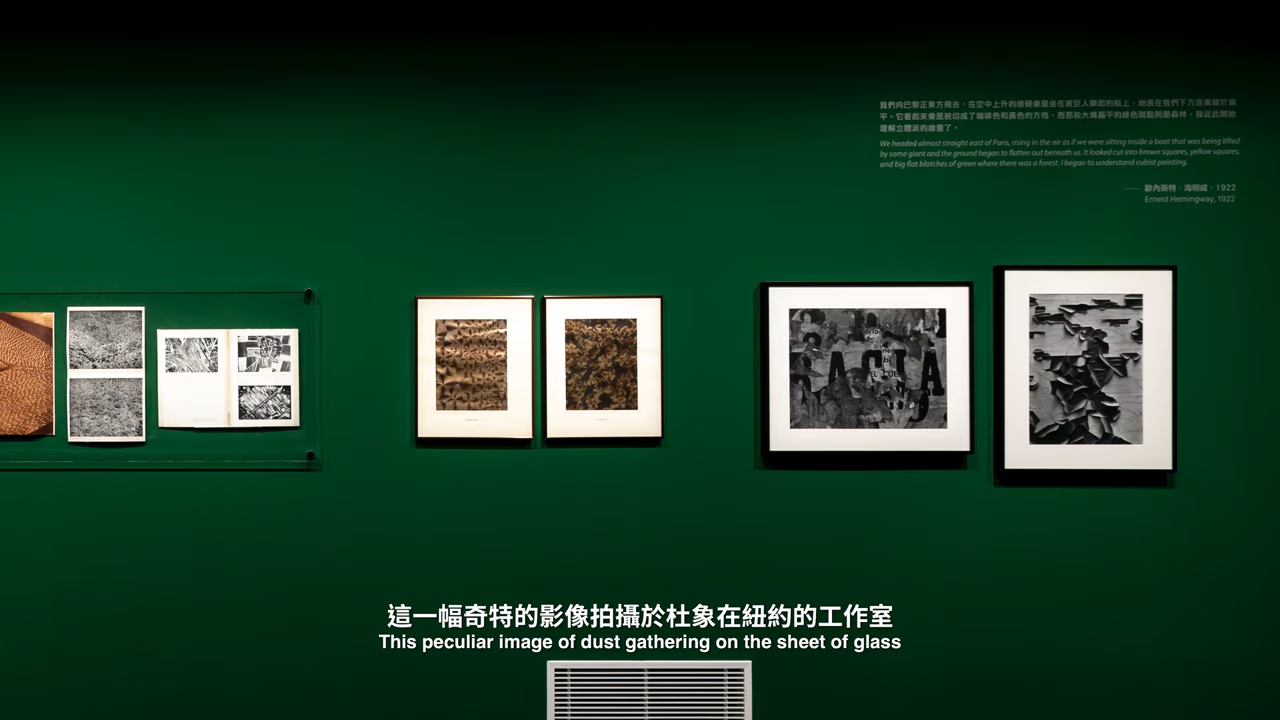 我們向巴黎正東方飛去，在空中上升的感覺像是坐在被巨人舉起的船上，地表在我們下方逐漸趨於扁
平。它看起來像是被切成了咖啡色和黃色的方格，而那些大塊扁平的綠色斑點則是森林，我從此開始
理解立體派的繪畫了。
We headed almost straight east of Paris, rising in the air as if we were sitting inside a boat that was being lifted
by some giant and the ground began to flatten out beneath us. It looked cut into brown squares, yellow squares,
and big flat blotches of green where there was a forest. I began to understand cubist painting.
歐內斯特·海明威，1922
Ernest Hemingway, 1922
這一幅奇特的影像拍攝於杜象在紐約的工作室
This peculiar image of dust gathering on the sheet of glass